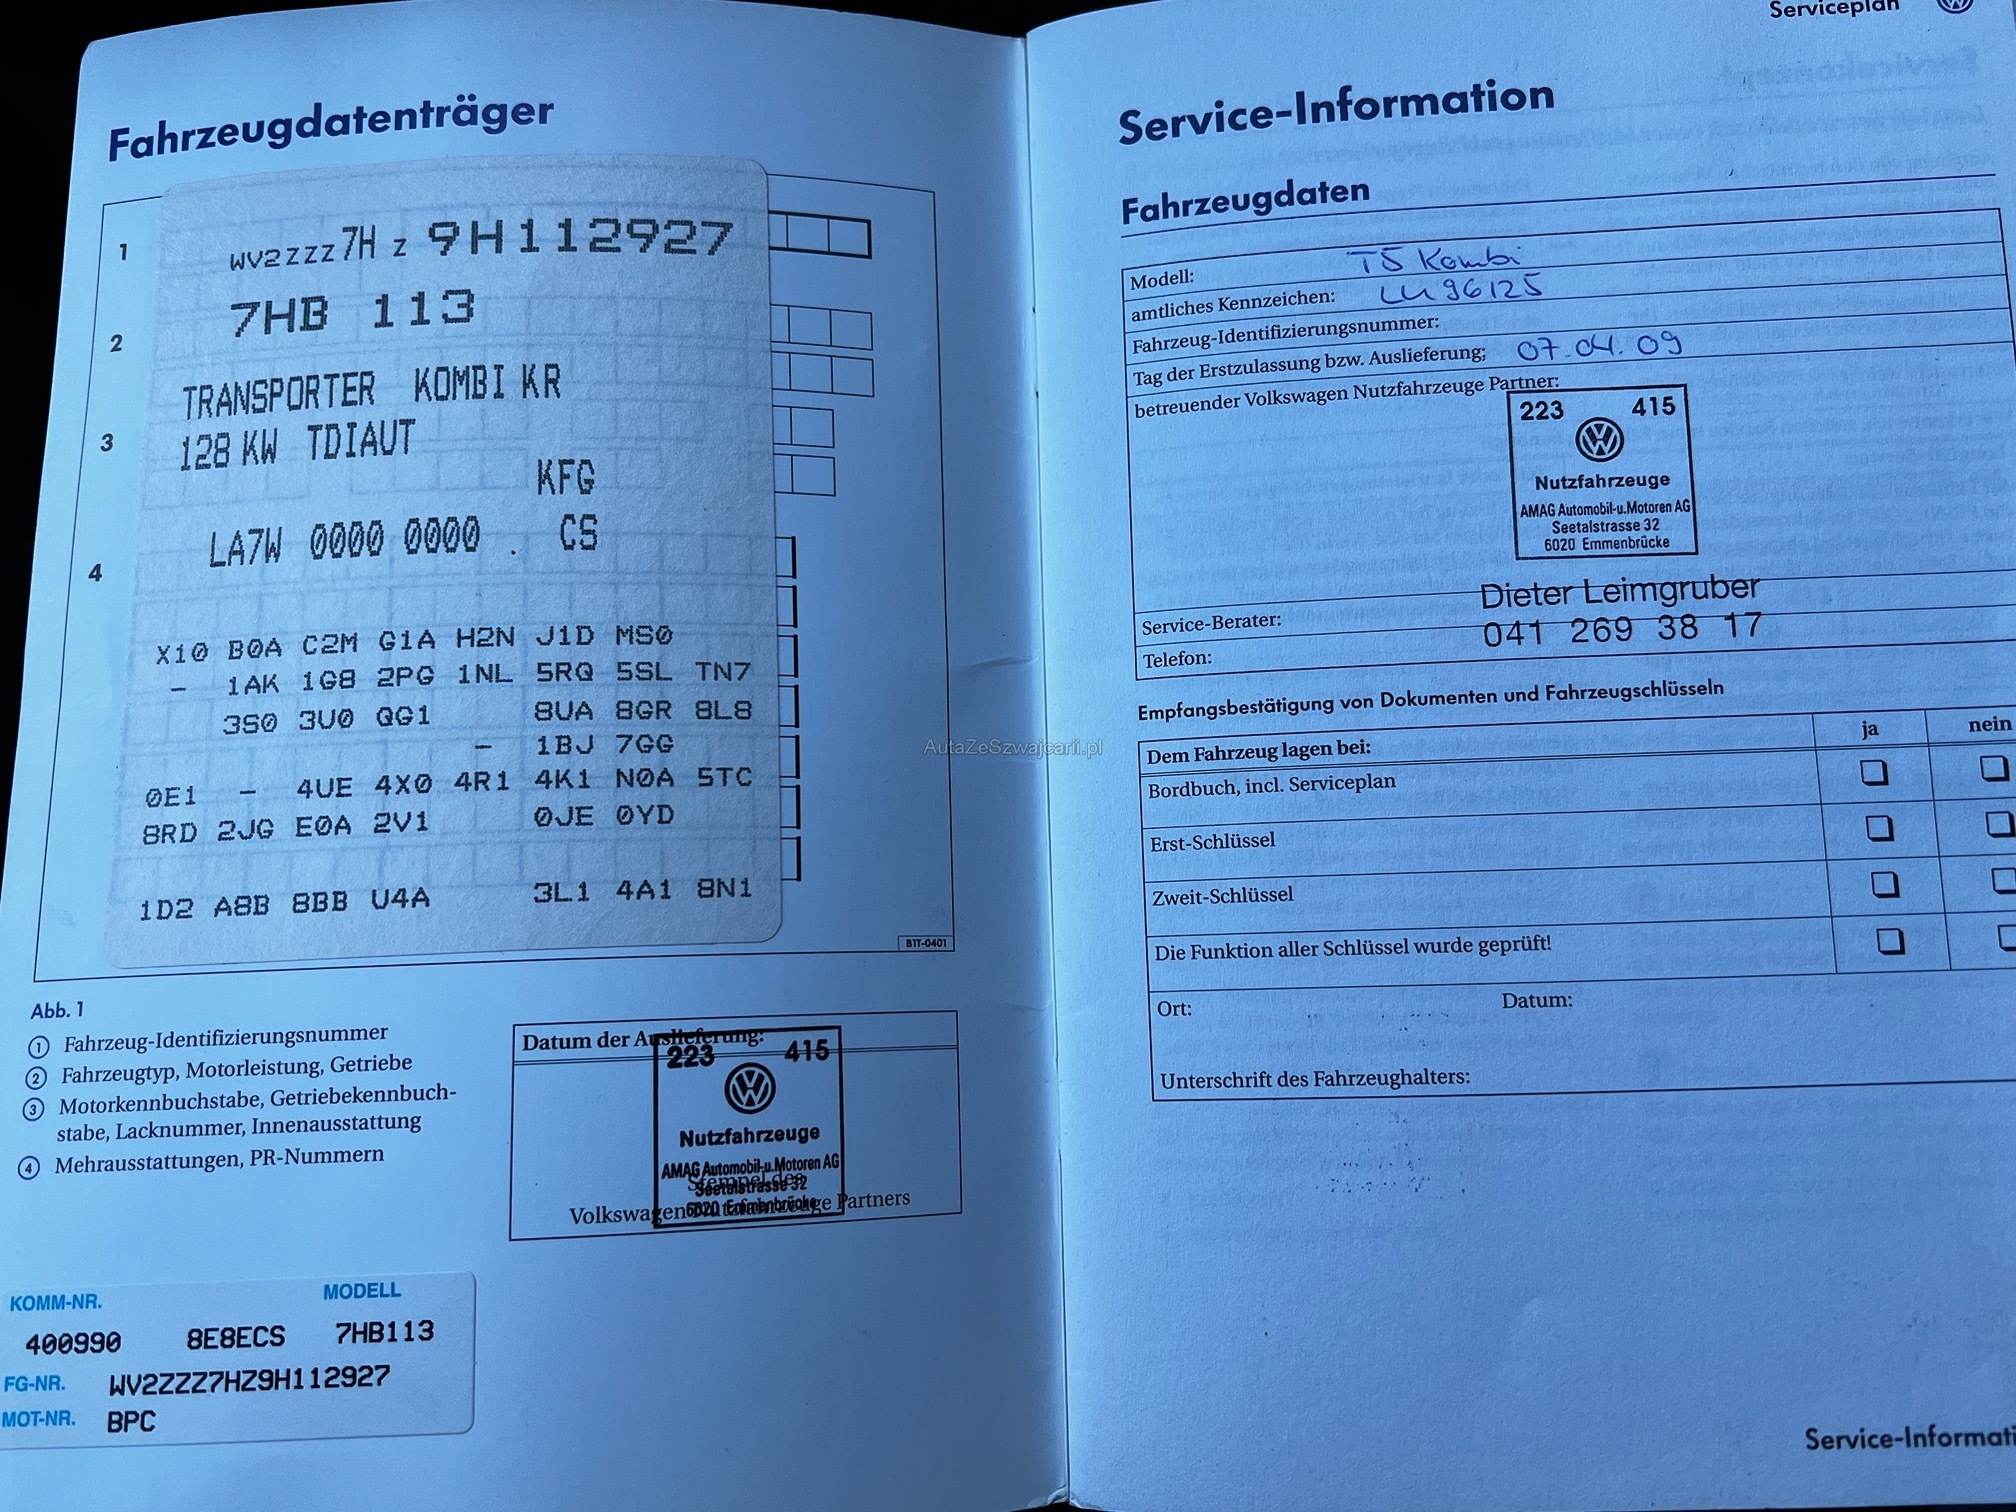 Fahrzeugdatenträger
1
WV2ZZZ7H Z 9H112927
2
7HB 113
TRANSPORTER KOMBI KR
3
128 KW TDIAUT
KFG
4
LA7W 0000 0000 . CS
X10 B0A C2M G1A H2N J1D MS0
- 1AK 1G8 2PG 1NL 5RQ 5SL TN7
3S0 3U0 QG1 8UA 8GR 8L8
- 1BJ 7GG
0E1 - 4UE 4X0 4R1 4K1 N0A 5TC
8RD 2JG E0A 2V1 0JE 0YD
1D2 A8B 8BB U4A 3L1 4A1 8N1
B1T-0401
Abb. 1
1 Fahrzeug-Identifizierungsnummer
2 Fahrzeugtyp, Motorleistung, Getriebe
3 Motorkennbuchstabe, Getriebekennbuch-
stabe, Lacknummer, Innenausstattung
4 Mehrausstattungen, PR-Nummern
Datum der Auslieferung:
223 415
Nutzfahrzeuge
AMAG Automobil-u.Motoren AG
Seetalstrasse 32
6020 Emmenbrücke
Stempel des
Volkswagen Nutzfahrzeuge Partners
KOMM-NR. MODELL
400990 8E8ECS 7HB113
FG-NR. WV2ZZZ7HZ9H112927
MOT-NR. BPC
Serviceplan
Service-Information
Fahrzeugdaten
Modell: T5 Kombi
amtliches Kennzeichen: LU 96125
Fahrzeug-Identifizierungsnummer:
Tag der Erstzulassung bzw. Auslieferung; 07.04.09
betreuender Volkswagen Nutzfahrzeuge Partner:
223 415
Nutzfahrzeuge
AMAG Automobil-u.Motoren AG
Seetalstrasse 32
6020 Emmenbrücke
Service-Berater: Dieter Leimgruber
Telefon: 041 269 38 17
Empfangsbestätigung von Dokumenten und Fahrzeugschlüsseln
Dem Fahrzeug lagen bei: ja nein
Bordbuch, incl. Serviceplan
Erst-Schlüssel
Zweit-Schlüssel
Die Funktion aller Schlüssel wurde geprüft!
Ort: Datum:
Unterschrift des Fahrzeughalters:
Service-Informati
AutaZeSzwajcarii.pl